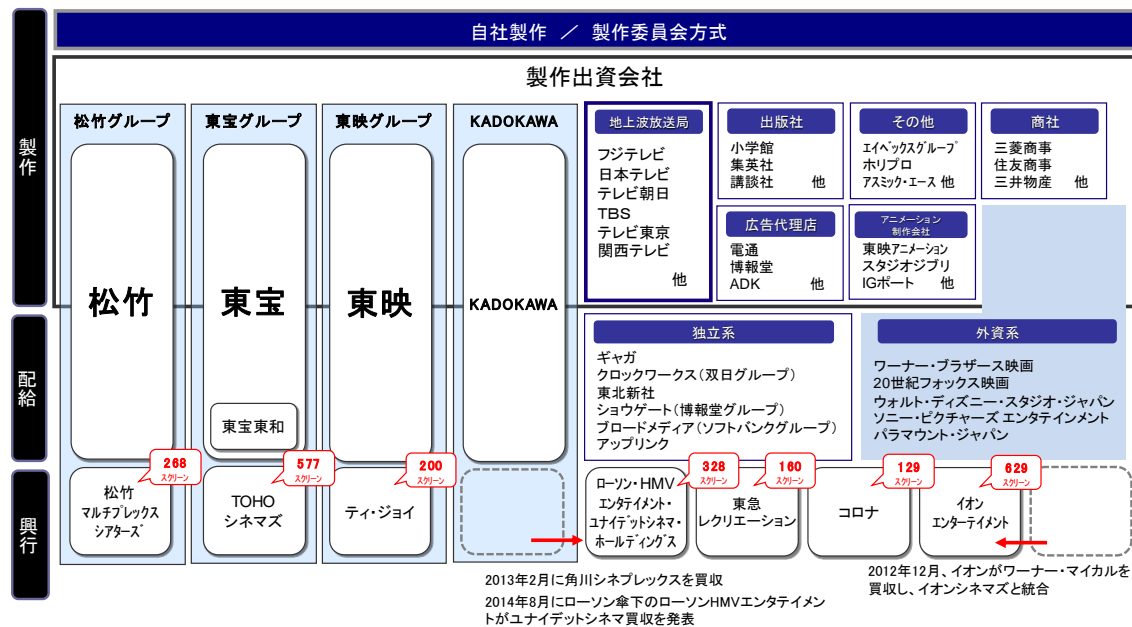 自社製作 ／ 製作委員会方式
製作出資会社
製作
松竹グループ
東宝グループ
東映グループ
KADOKAWA
松竹
東宝
東映
KADOKAWA
地上波放送局
フジテレビ
日本テレビ
テレビ朝日
TBS
テレビ東京
関西テレビ
他
出版社
小学館
集英社
講談社 他
その他
エイベックスグループ
ホリプロ
アスミック・エース 他
商社
三菱商事
住友商事
三井物産 他
広告代理店
電通
博報堂
ADK 他
アニメーション
制作会社
東映アニメーション
スタジオジブリ
IGポート 他
配給
東宝東和
独立系
ギャガ
クロックワークス（双日グループ）
東北新社
ショウゲート（博報堂グループ）
ブロードメディア（ソフトバンクグループ）
アップリンク
外資系
ワーナー・ブラザース映画
20世紀フォックス映画
ウォルト・ディズニー・スタジオ・ジャパン
ソニー・ピクチャーズ エンタテインメント
パラマウント・ジャパン
興行
268
スクリーン
松竹
マルチプレックス
シアターズ
577
スクリーン
TOHO
シネマズ
200
スクリーン
ティ・ジョイ
328
スクリーン
ローソン・HMV
エンタテイメント・
ユナイデットシネマ・
ホールディングス
160
スクリーン
東急
レクリエーション
129
スクリーン
コロナ
629
スクリーン
イオン
エンターテイメント
2013年2月に角川シネプレックスを買収
2014年8月にローソン傘下のローソンHMVエンタテイメン
トがユナイデットシネマ買収を発表
2012年12月、イオンがワーナー・マイカルを
買収し、イオンシネマズと統合